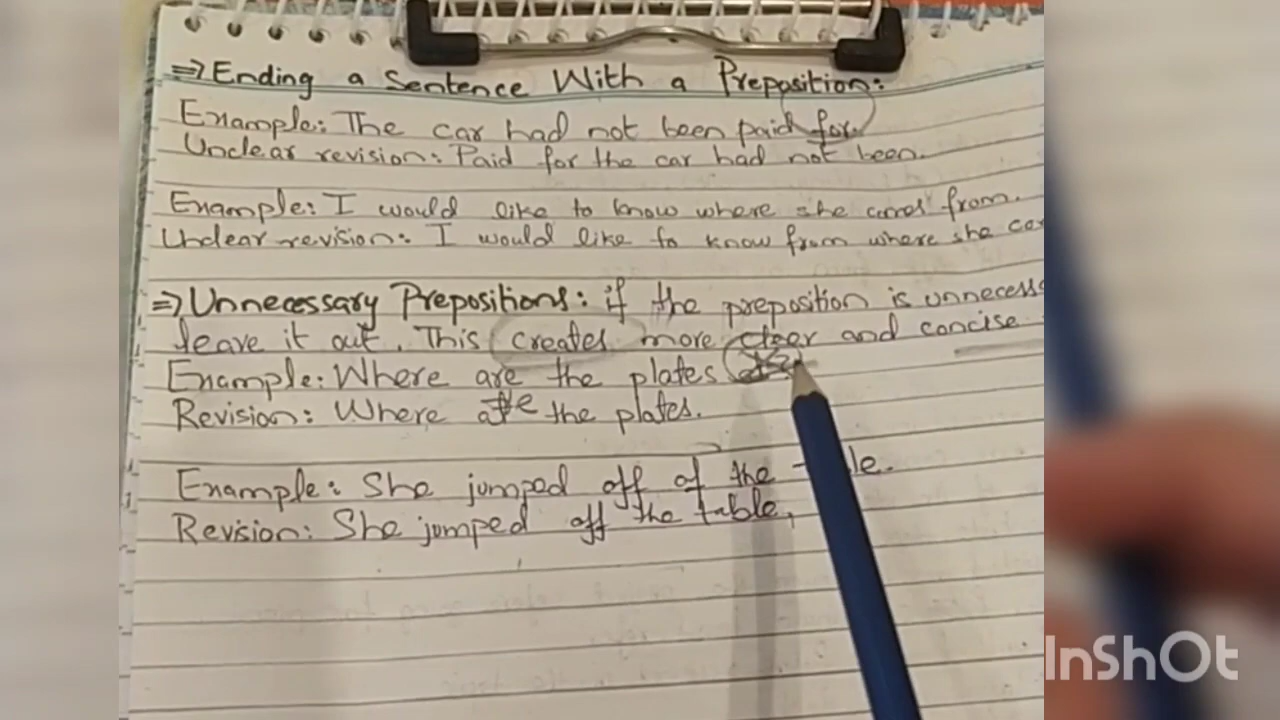 ⇒ Ending a Sentence With a Preposition:
Example: The car had not been paid for.
Unclear revision: Paid for the car had not been.
Example: I would like to know where she comes from.
Unclear revision: I would like to know from where she
⇒ Unnecessary Prepositions: if the preposition is
leave it out. This creates more clear and concise
Example: Where are the plates
Revision: Where are the plates.
Example: She jumped off of the
Revision: She jumped off the table.
InShOt